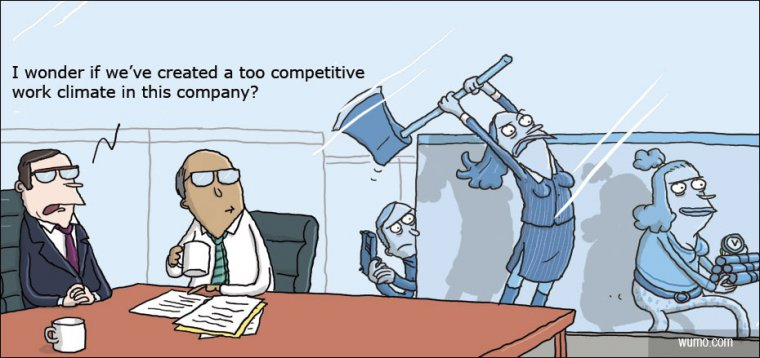 I wonder if we've created a too competitive
work climate in this company?
wumo.com